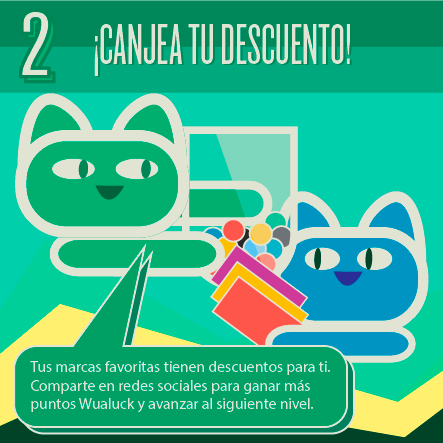 2 ¡CANJEA TU DESCUENTO!
Tus marcas favoritas tienen descuentos para ti.
Comparte en redes sociales para ganar más
puntos Wualuck y avanzar al siguiente nivel.